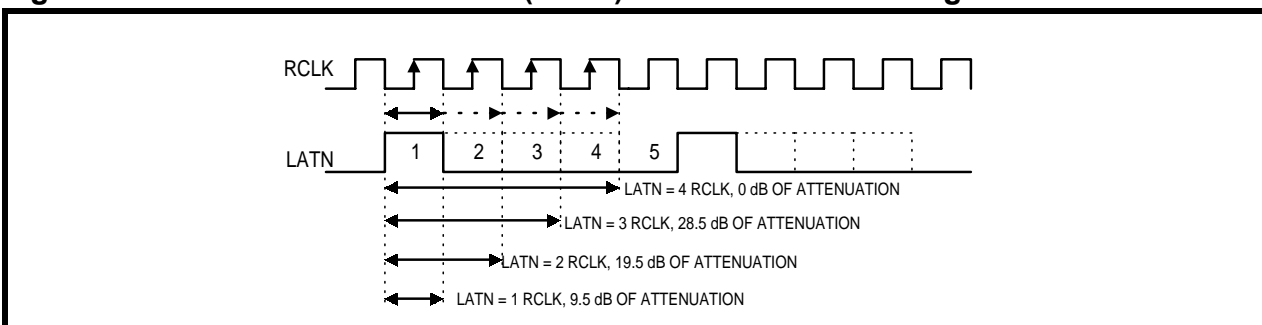 RCLK
LATN
1 2 3 4 5
LATN = 4 RCLK, 0 dB OF ATTENUATION
LATN = 3 RCLK, 28.5 dB OF ATTENUATION
LATN = 2 RCLK, 19.5 dB OF ATTENUATION
LATN = 1 RCLK, 9.5 dB OF ATTENUATION